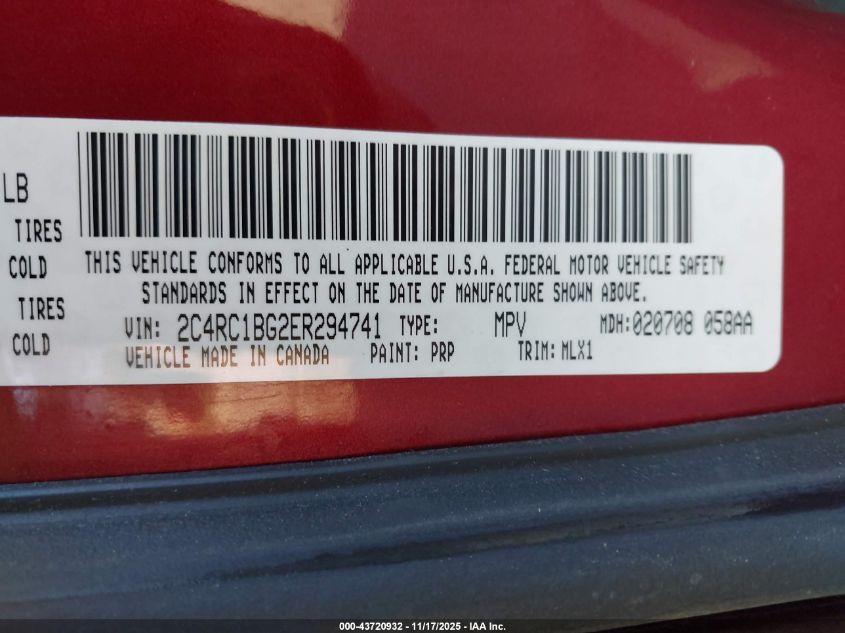 LB
TIRES
COLD
TIRES
COLD
THIS VEHICLE CONFORMS TO ALL APPLICABLE U.S.A. FEDERAL MOTOR VEHICLE SAFETY
STANDARDS IN EFFECT ON THE DATE OF MANUFACTURE SHOWN ABOVE.
VIN: 2C4RC1BG2ER294741 TYPE: MPV MDH:020708 058AA
VEHICLE MADE IN CANADA PAINT: PRP TRIM: MLX1
000-43720932 - 11/17/2025 - IAA Inc.